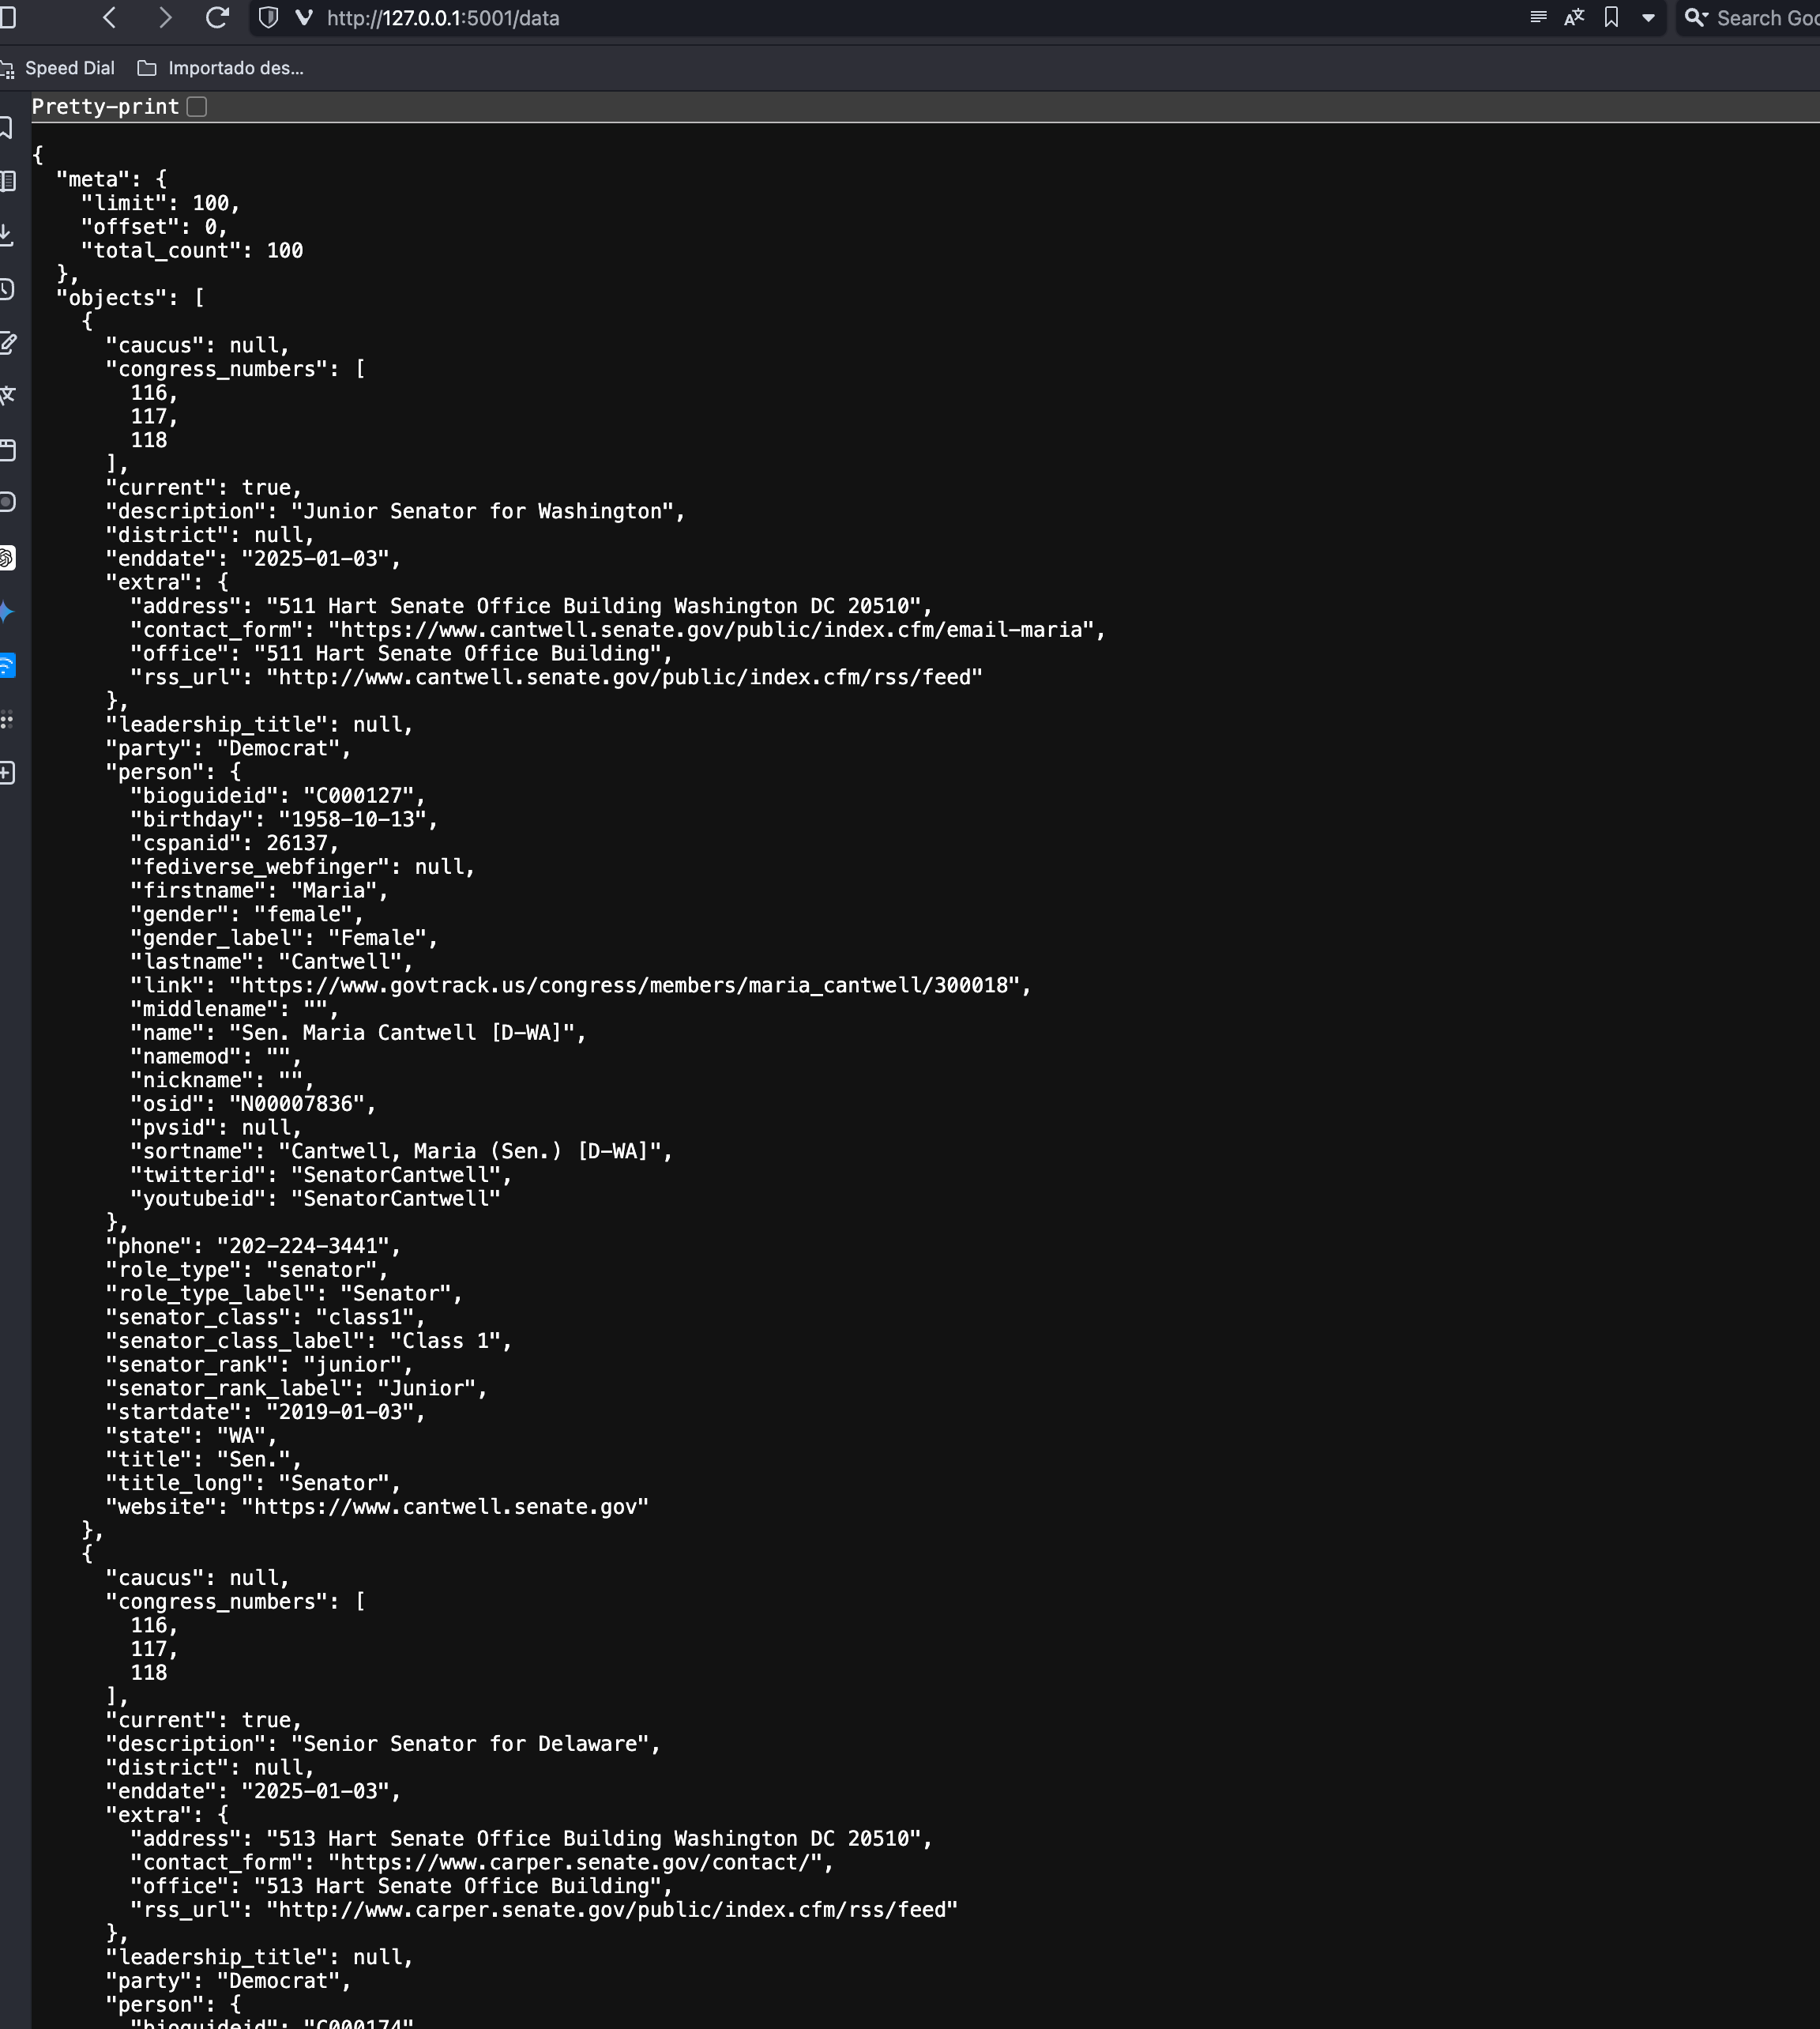 http://127.0.0.1:5001/data
Search Goo
Speed Dial
Importado des...
Pretty-print
{
"meta": {
"limit": 100,
"offset": 0,
"total_count": 100
},
"objects": [
{
"caucus": null,
"congress_numbers": [
116,
117,
118
],
"current": true,
"description": "Junior Senator for Washington",
"district": null,
"enddate": "2025-01-03",
"extra": {
"address": "511 Hart Senate Office Building Washington DC 20510",
"contact_form": "https://www.cantwell.senate.gov/public/index.cfm/email-maria",
"office": "511 Hart Senate Office Building",
"rss_url": "http://www.cantwell.senate.gov/public/index.cfm/rss/feed"
},
"leadership_title": null,
"party": "Democrat",
"person": {
"bioguideid": "C000127",
"birthday": "1958-10-13",
"cspanid": 26137,
"fediverse_webfinger": null,
"firstname": "Maria",
"gender": "female",
"gender_label": "Female",
"lastname": "Cantwell",
"link": "https://www.govtrack.us/congress/members/maria_cantwell/300018",
"middlename": "",
"name": "Sen. Maria Cantwell [D-WA]",
"namemod": "",
"nickname": "",
"osid": "N00007836",
"pvsid": null,
"sortname": "Cantwell, Maria (Sen.) [D-WA]",
"twitterid": "SenatorCantwell",
"youtubeid": "SenatorCantwell"
},
"phone": "202-224-3441",
"role_type": "senator",
"role_type_label": "Senator",
"senator_class": "class1",
"senator_class_label": "Class 1",
"senator_rank": "junior",
"senator_rank_label": "Junior",
"startdate": "2019-01-03",
"state": "WA",
"title": "Sen.",
"title_long": "Senator",
"website": "https://www.cantwell.senate.gov"
},
{
"caucus": null,
"congress_numbers": [
116,
117,
118
],
"current": true,
"description": "Senior Senator for Delaware",
"district": null,
"enddate": "2025-01-03",
"extra": {
"address": "513 Hart Senate Office Building Washington DC 20510",
"contact_form": "https://www.carper.senate.gov/contact/",
"office": "513 Hart Senate Office Building",
"rss_url": "http://www.carper.senate.gov/public/index.cfm/rss/feed"
},
"leadership_title": null,
"party": "Democrat",
"person": {
"bioguideid": "C000174"